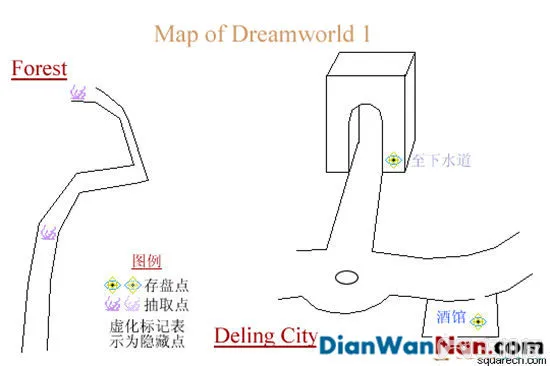 Map of Dreamworld 1
Forest
至下水道
图例
存盘点
抽取点
虚化标记表
示为隐藏点
酒馆
Deling City
DianWanNan.com
squarecn.com